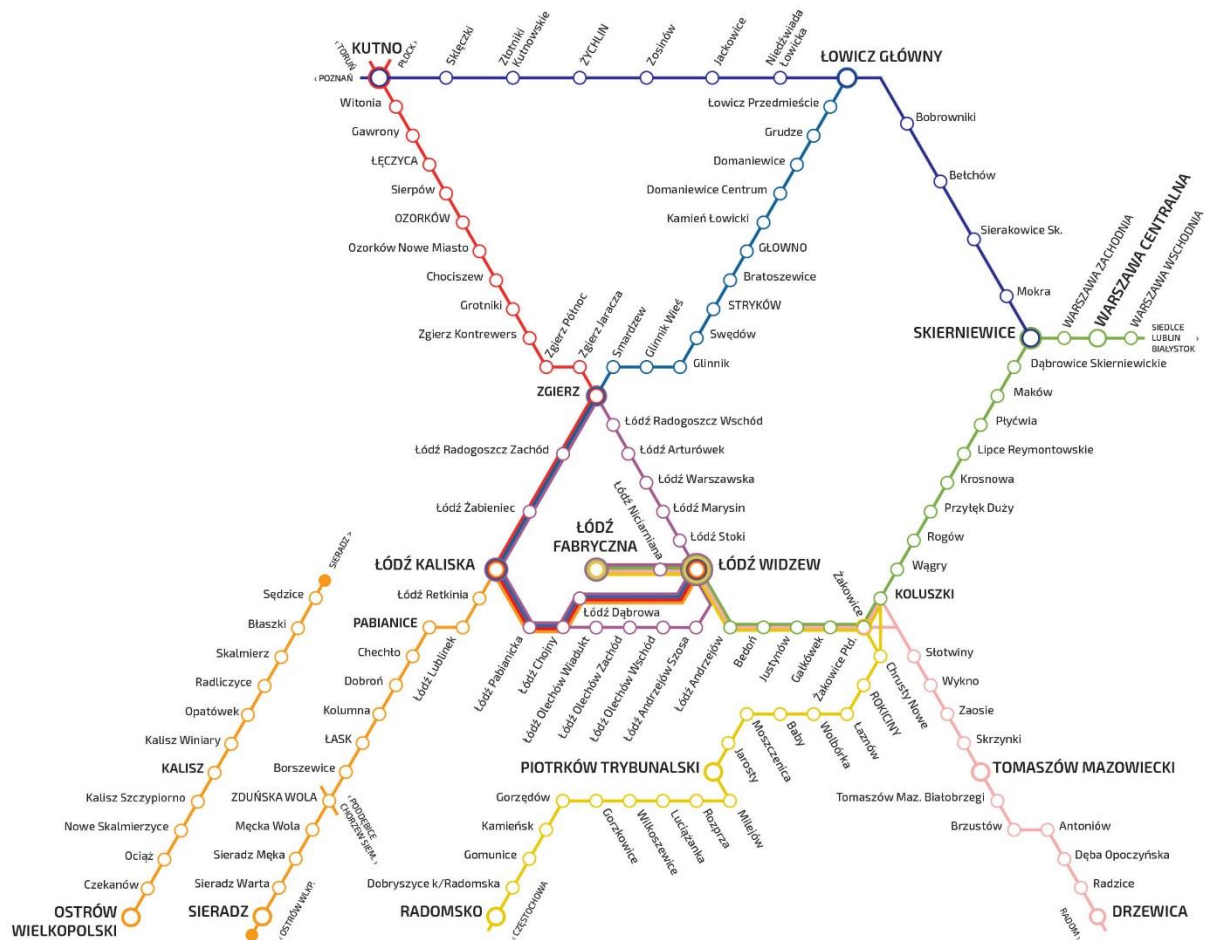 ‹ TORUŃ
KUTNO
PŁOCK ›
‹ POZNAŃ
Sklęczki
Złotniki
Kutnowskie
ŻYCHLIN
Zosinów
Jackowice
Niedźwiada
Łowicka
ŁOWICZ GŁÓWNY
Witonia
Gawrony
ŁĘCZYCA
Sierpów
OZORKÓW
Ozorków Nowe Miasto
Chociszew
Grotniki
Zgierz Kontrewers
Zgierz Północ
Zgierz Jaracza
ZGIERZ
Łowicz Przedmieście
Grudze
Domaniewice
Domaniewice Centrum
Kamień Łowicki
GŁOWNO
Bratoszewice
STRYKÓW
Swędów
Glinnik
Glinnik Wieś
Smardzew
Bobrowniki
Bełchów
Sierakowice Sk.
Mokra
SKIERNIEWICE
WARSZAWA ZACHODNIA
WARSZAWA CENTRALNA
WARSZAWA WSCHODNIA
SIEDLCE
LUBLIN ›
BIAŁYSTOK
Dąbrowice Skierniewickie
Maków
Płyćwia
Lipce Reymontowskie
Krosnowa
Przyłęk Duży
Rogów
Wągry
KOLUSZKI
Łódź Radogoszcz Wschód
Łódź Arturówek
Łódź Warszawska
Łódź Marysin
Łódź Stoki
Łódź Radogoszcz Zachód
Łódź Żabieniec
ŁÓDŹ KALISKA
ŁÓDŹ
FABRYCZNA
Łódź Niciarniana
ŁÓDŹ WIDZEW
Łódź Dąbrowa
Łódź Pabianicka
Łódź Chojny
Łódź Olechów Wiadukt
Łódź Olechów Zachód
Łódź Olechów Wschód
Łódź Andrzejów Szosa
Łódź Andrzejów
Bedoń
Justynów
Gałkówek
Żakowice Płd.
Żakowice
Łódź Retkinia
PABIANICE
Łódź Lublinek
Chechło
Dobroń
Kolumna
ŁASK
Borszewice
ZDUŃSKA WOLA
‹ PODDĘBICE
CHORZEW SIEM. ›
Męcka Wola
Sieradz Męka
Sieradz Warta
SIERADZ
‹ OSTRÓW WLKP.
SIERADZ ›
Sędzice
Błaszki
Skalmierz
Radliczyce
Opatówek
Kalisz Winiary
KALISZ
Kalisz Szczypiorno
Nowe Skalmierzyce
Ociąż
Czekanów
OSTRÓW
WIELKOPOLSKI
Chrusty Nowe
ROKICINY
Łaznów
Wolbórka
Baby
Moszczenica
Jarosty
PIOTRKÓW TRYBUNALSKI
Milejów
Rozprza
Luciążanka
Wilkoszewice
Gorzkowice
Gorzędów
Kamieńsk
Gomunice
Dobryszyce k/Radomska
RADOMSKO
‹ CZĘSTOCHOWA
Słotwiny
Wykno
Zaosie
Skrzynki
TOMASZÓW MAZOWIECKI
Tomaszów Maz. Białobrzegi
Brzustów
Antoniów
Dęba Opoczyńska
Radzice
DRZEWICA
RADOM ›